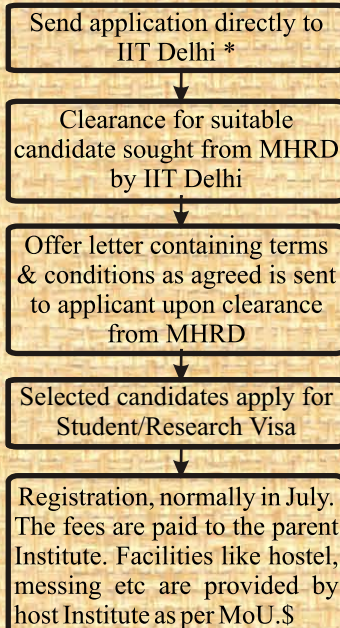 Send application directly to
IIT Delhi *
Clearance for suitable
candidate sought from MHRD
by IIT Delhi
Offer letter containing terms
& conditions as agreed is sent
to applicant upon clearance
from MHRD
Selected candidates apply for
Student/Research Visa
Registration, normally in July.
The fees are paid to the parent
Institute. Facilities like hostel,
messing etc are provided by
host Institute as per MoU.$